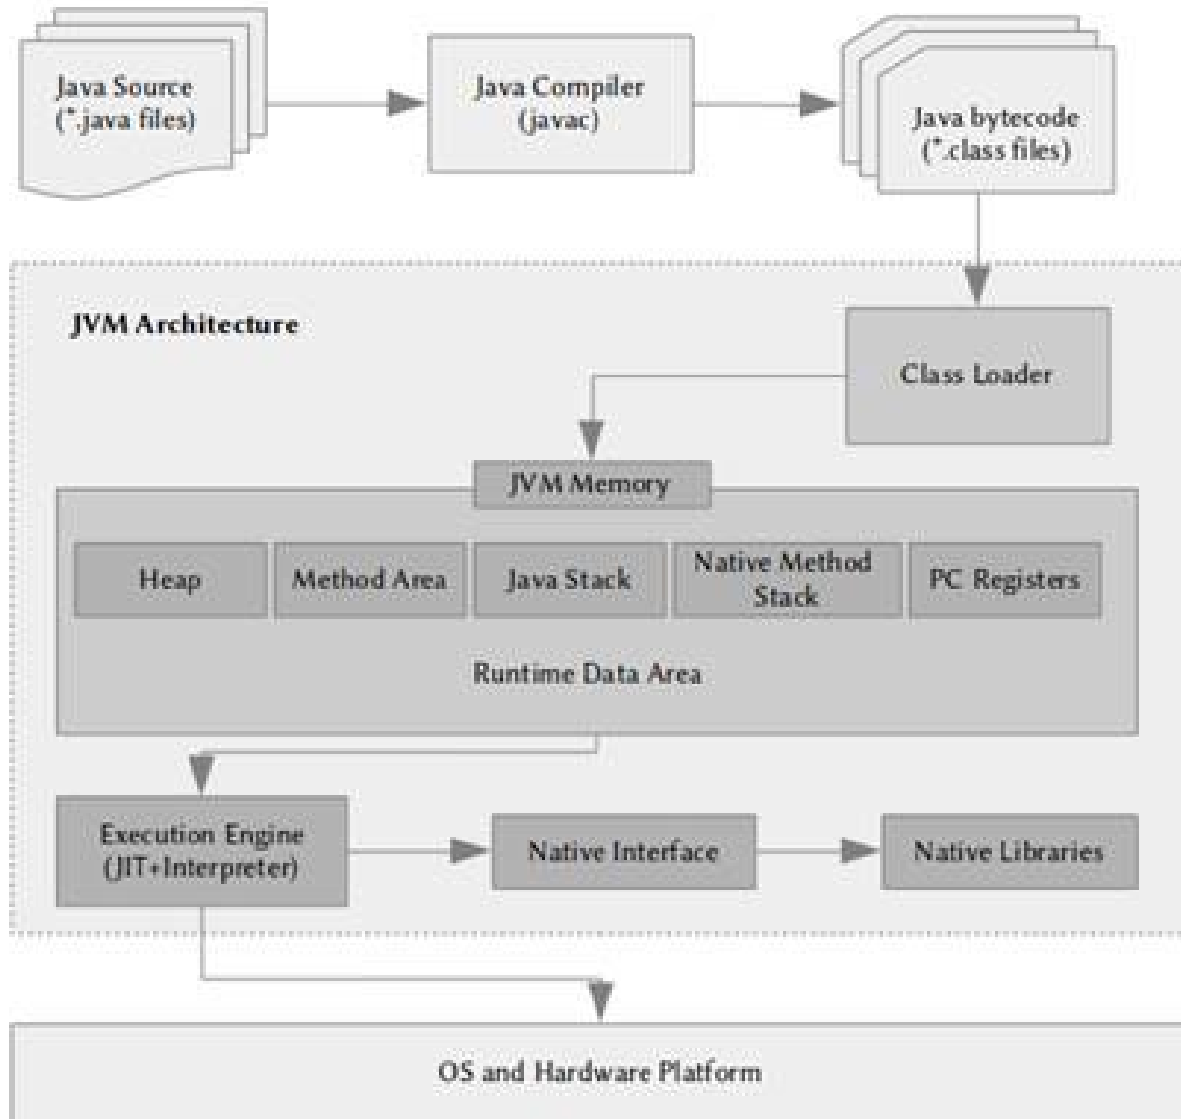 Java Source
(*.java files)
Java Compiler
(javac)
Java bytecode
(*.class files)
JVM Architecture
Class Loader
JVM Memory
Heap
Method Area
Java Stack
Native Method
Stack
PC Registers
Runtime Data Area
Execution Engine
(JIT+Interpreter)
Native Interface
Native Libraries
OS and Hardware Platform